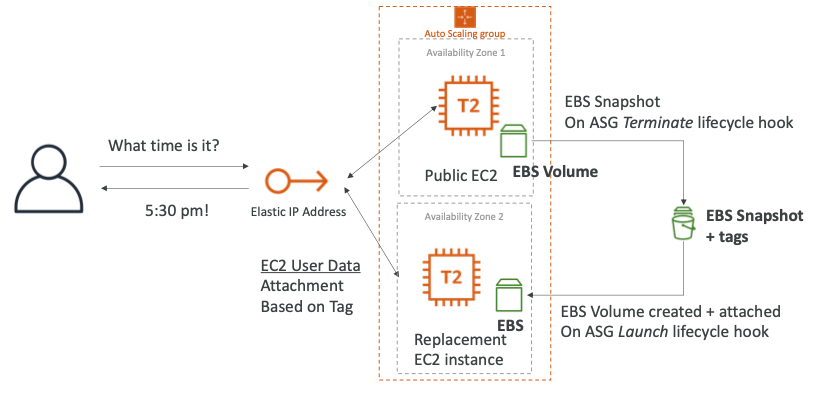 Auto Scaling group
Availability Zone 1
T2
Public EC2
EBS Volume
EBS Snapshot
On ASG Terminate lifecycle hook
What time is it?
5:30 pm!
Elastic IP Address
EBS Snapshot
+ tags
EC2 User Data
Attachment
Based on Tag
Availability Zone 2
T2
EBS
Replacement
EC2 instance
EBS Volume created + attached
On ASG Launch lifecycle hook